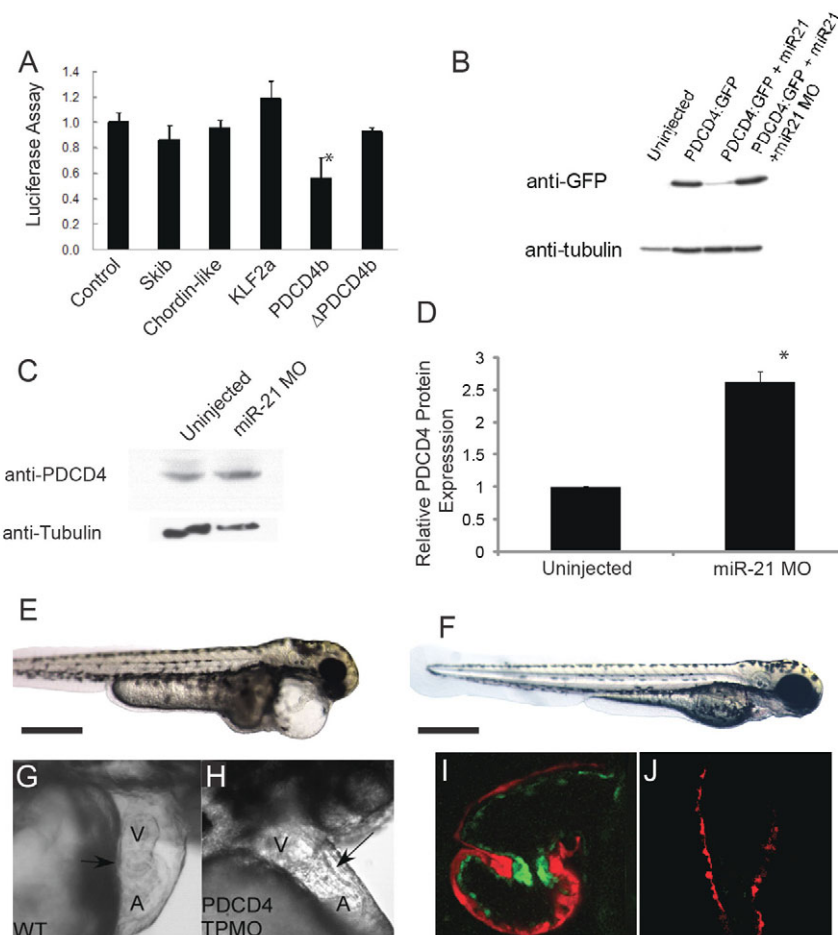 A
Luciferase Assay
1.4
1.2
1.0
0.8
0.6
0.4
0.2
0.0
*
Control
Skib
Chordin-like
KLF2a
PDCD4b
ΔPDCD4b
B
Uninjected
PDCD4:GFP
PDCD4:GFP + miR21
PDCD4:GFP + miR21
+miR21 MO
anti-GFP
anti-tubulin
C
Uninjected
miR-21 MO
anti-PDCD4
anti-Tubulin
D
Relative PDCD4 Protein
Expresssion
3
2.5
2
1.5
1
0.5
0
*
Uninjected
miR-21 MO
E
F
G
V
A
WT
H
V
A
PDCD4
TPMO
I
J